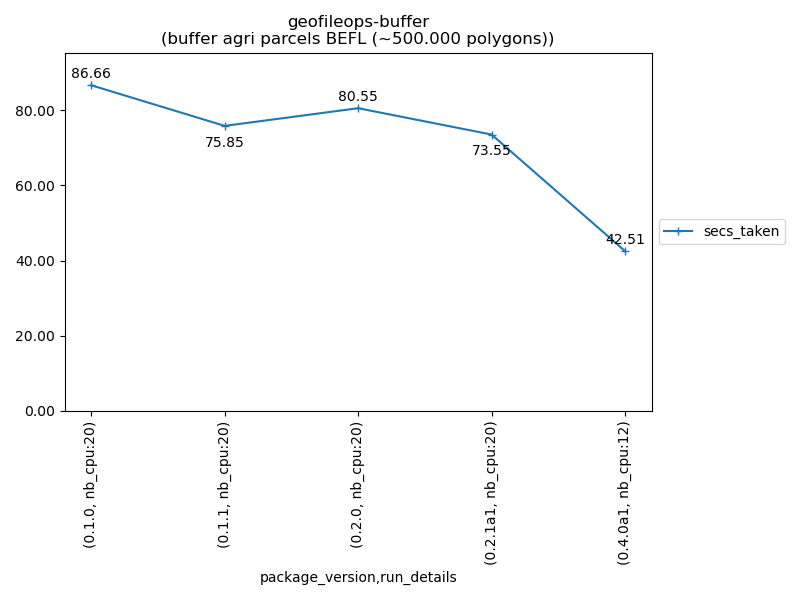 geofileops-buffer
(buffer agri parcels BEFL (~500.000 polygons))
86.66
75.85
80.55
73.55
42.51
80.00
60.00
40.00
20.00
0.00
secs_taken
(0.1.0, nb_cpu:20)
(0.1.1, nb_cpu:20)
(0.2.0, nb_cpu:20)
(0.2.1a1, nb_cpu:20)
(0.4.0a1, nb_cpu:12)
package_version,run_details